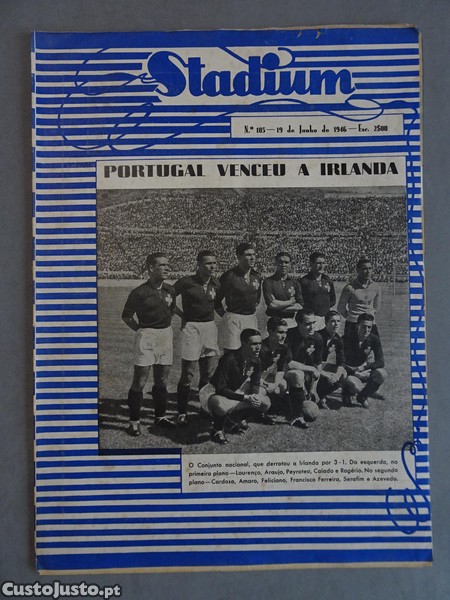 Stadium
N.º 185 — 19 de Junho de 1946 — Esc. 2$00
PORTUGAL VENCEU A IRLANDA
O Conjunto nacional, que derrotou a Irlanda por 3-1. Da esquerda, no
primeiro plano—Lourenço, Araujo, Peyroteo, Caiado e Rogério. No segundo
plano—Cardoso, Amaro, Feliciano, Francisco Ferreira, Serafim e Azevedo.
CustoJusto.pt